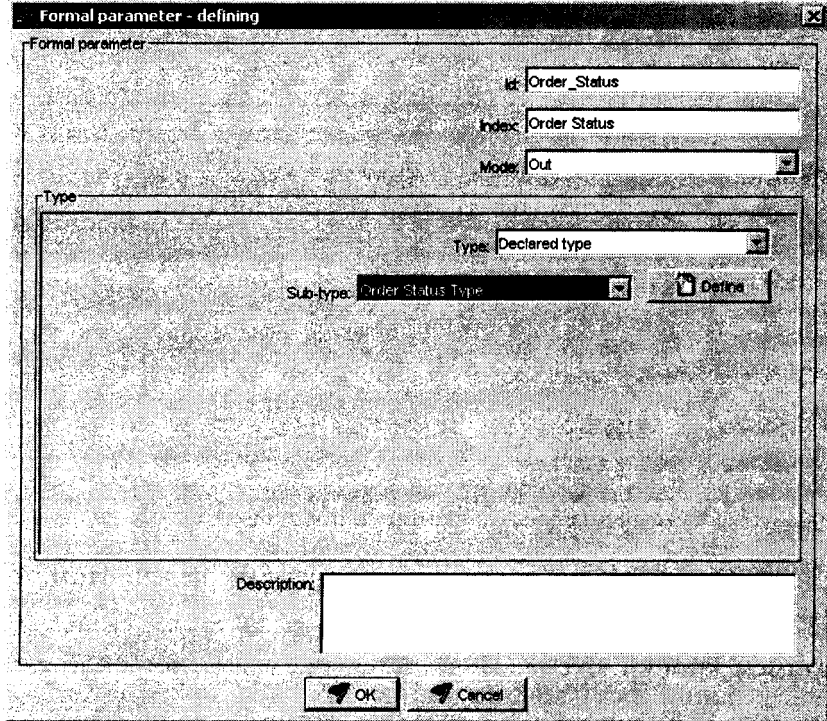 Formal parameter - defining
Formal parameter
Id: Order_Status
Index: Order Status
Mode: Out
Type
Type: Declared type
Sub-type: Order Status Type Define
Description:
OK Cancel